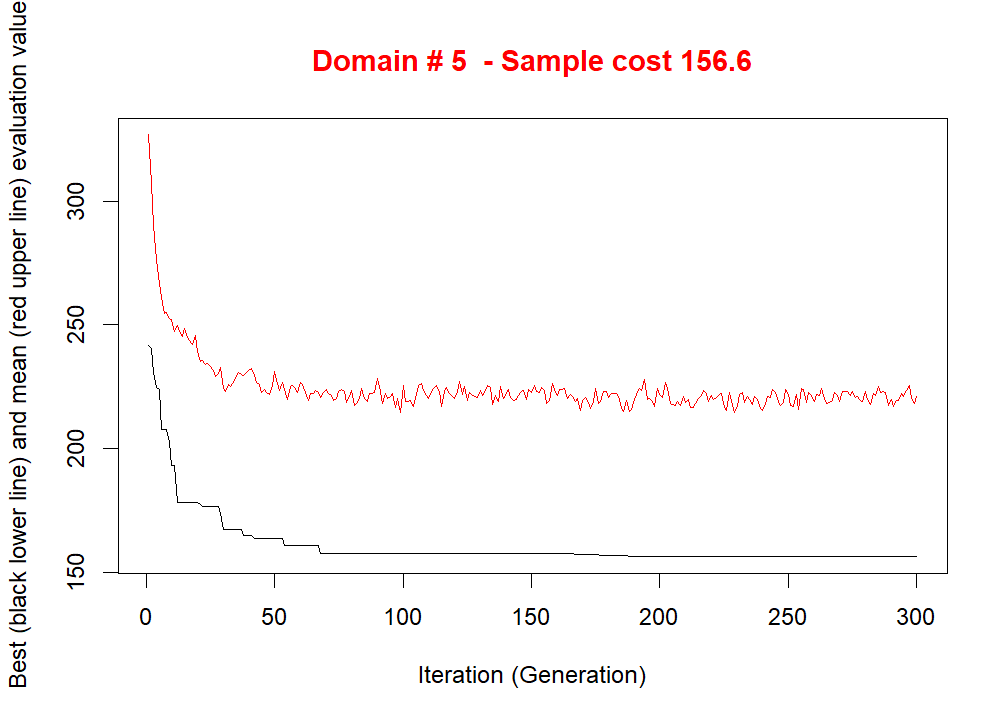 Domain # 5  - Sample cost 156.6
Best (black lower line) and mean (red upper line) evaluation value
300
250
200
150
0 50 100 150 200 250 300
Iteration (Generation)